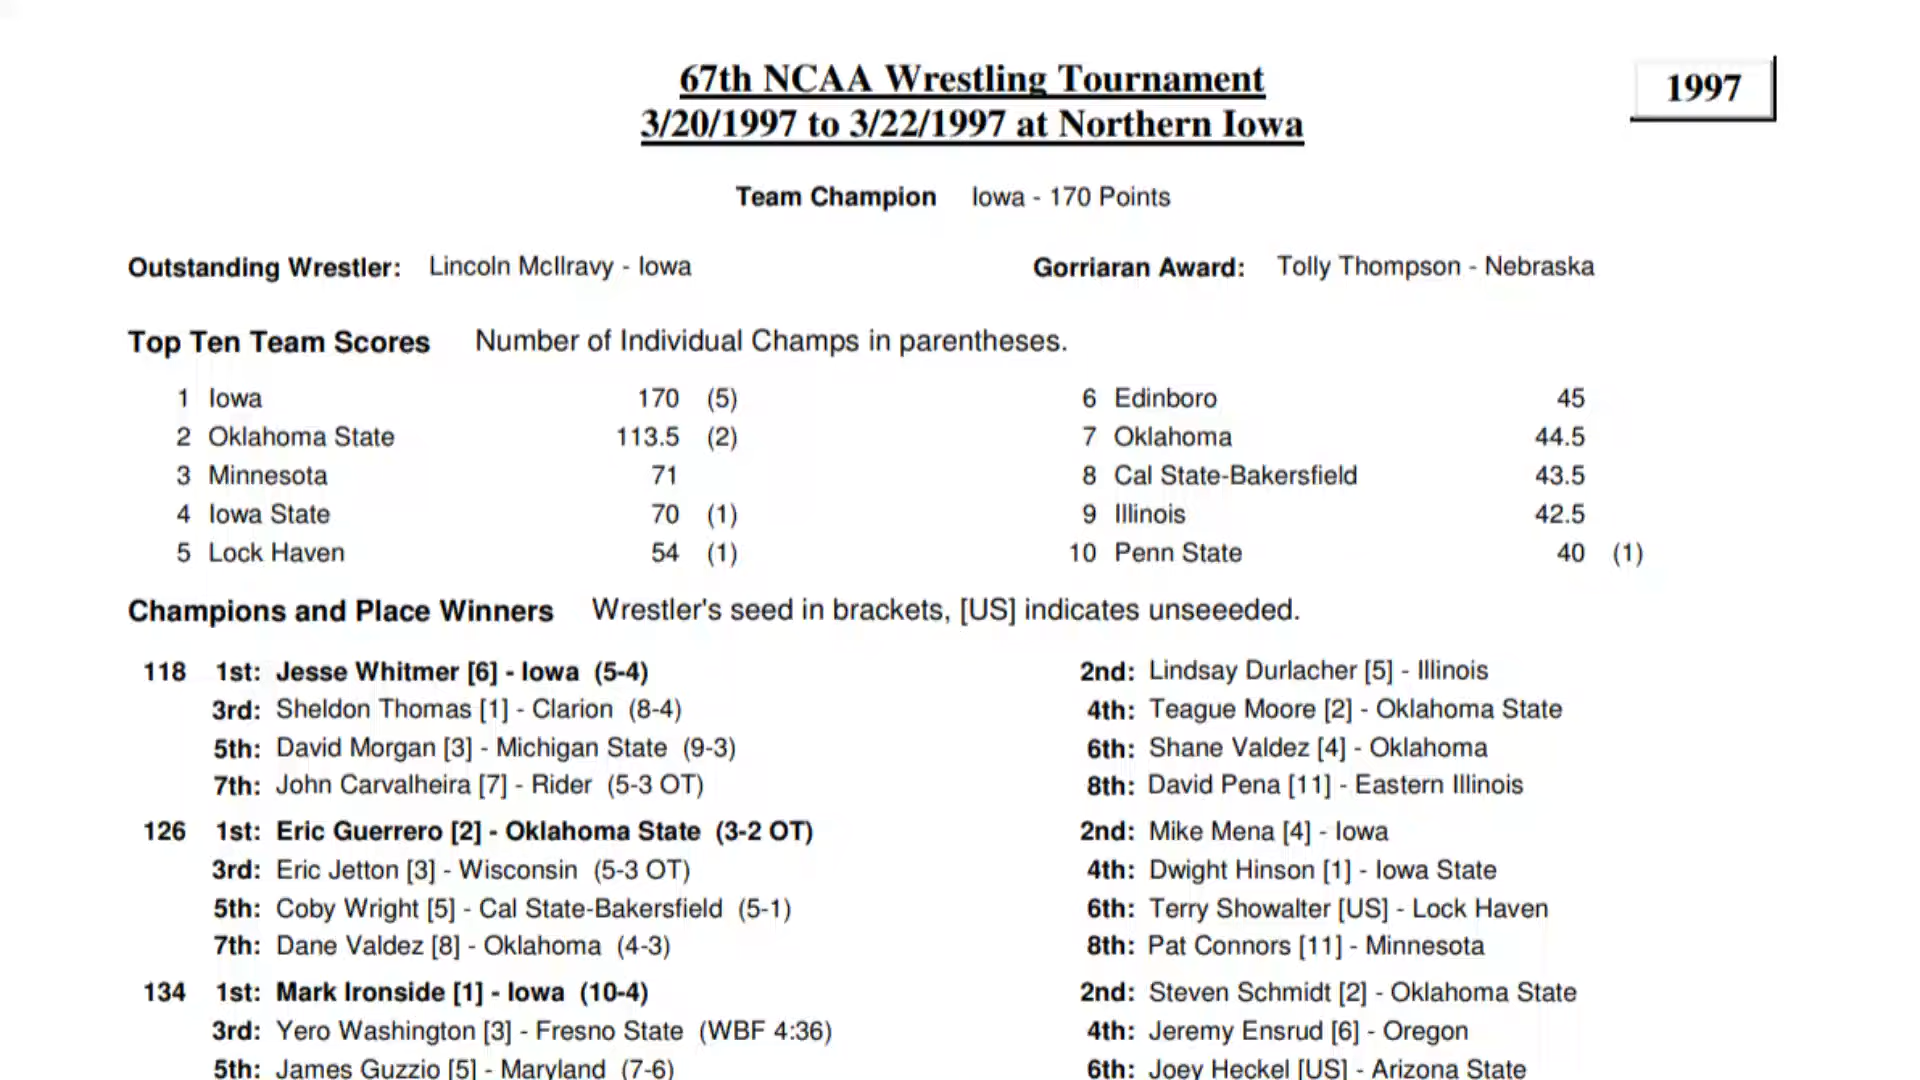 67th NCAA Wrestling Tournament
1997
3/20/1997 to 3/22/1997 at Northern Iowa
Team Champion Iowa - 170 Points
Outstanding Wrestler: Lincoln McIlravy - Iowa Gorriaran Award: Tolly Thompson - Nebraska
Top Ten Team Scores Number of Individual Champs in parentheses.
1 Iowa 170 (5) 6 Edinboro 45
2 Oklahoma State 113.5 (2) 7 Oklahoma 44.5
3 Minnesota 71 8 Cal State-Bakersfield 43.5
4 Iowa State 70 (1) 9 Illinois 42.5
5 Lock Haven 54 (1) 10 Penn State 40 (1)
Champions and Place Winners Wrestler's seed in brackets, [US] indicates unseeeded.
118 1st: Jesse Whitmer [6] - Iowa (5-4) 2nd: Lindsay Durlacher [5] - Illinois
3rd: Sheldon Thomas [1] - Clarion (8-4) 4th: Teague Moore [2] - Oklahoma State
5th: David Morgan [3] - Michigan State (9-3) 6th: Shane Valdez [4] - Oklahoma
7th: John Carvalheira [7] - Rider (5-3 OT) 8th: David Pena [11] - Eastern Illinois
126 1st: Eric Guerrero [2] - Oklahoma State (3-2 OT) 2nd: Mike Mena [4] - Iowa
3rd: Eric Jetton [3] - Wisconsin (5-3 OT) 4th: Dwight Hinson [1] - Iowa State
5th: Coby Wright [5] - Cal State-Bakersfield (5-1) 6th: Terry Showalter [US] - Lock Haven
7th: Dane Valdez [8] - Oklahoma (4-3) 8th: Pat Connors [11] - Minnesota
134 1st: Mark Ironside [1] - Iowa (10-4) 2nd: Steven Schmidt [2] - Oklahoma State
3rd: Yero Washington [3] - Fresno State (WBF 4:36) 4th: Jeremy Ensrud [6] - Oregon
5th: James Guzzio [5] - Maryland (7-6) 6th: Joey Heckel [US] - Arizona State